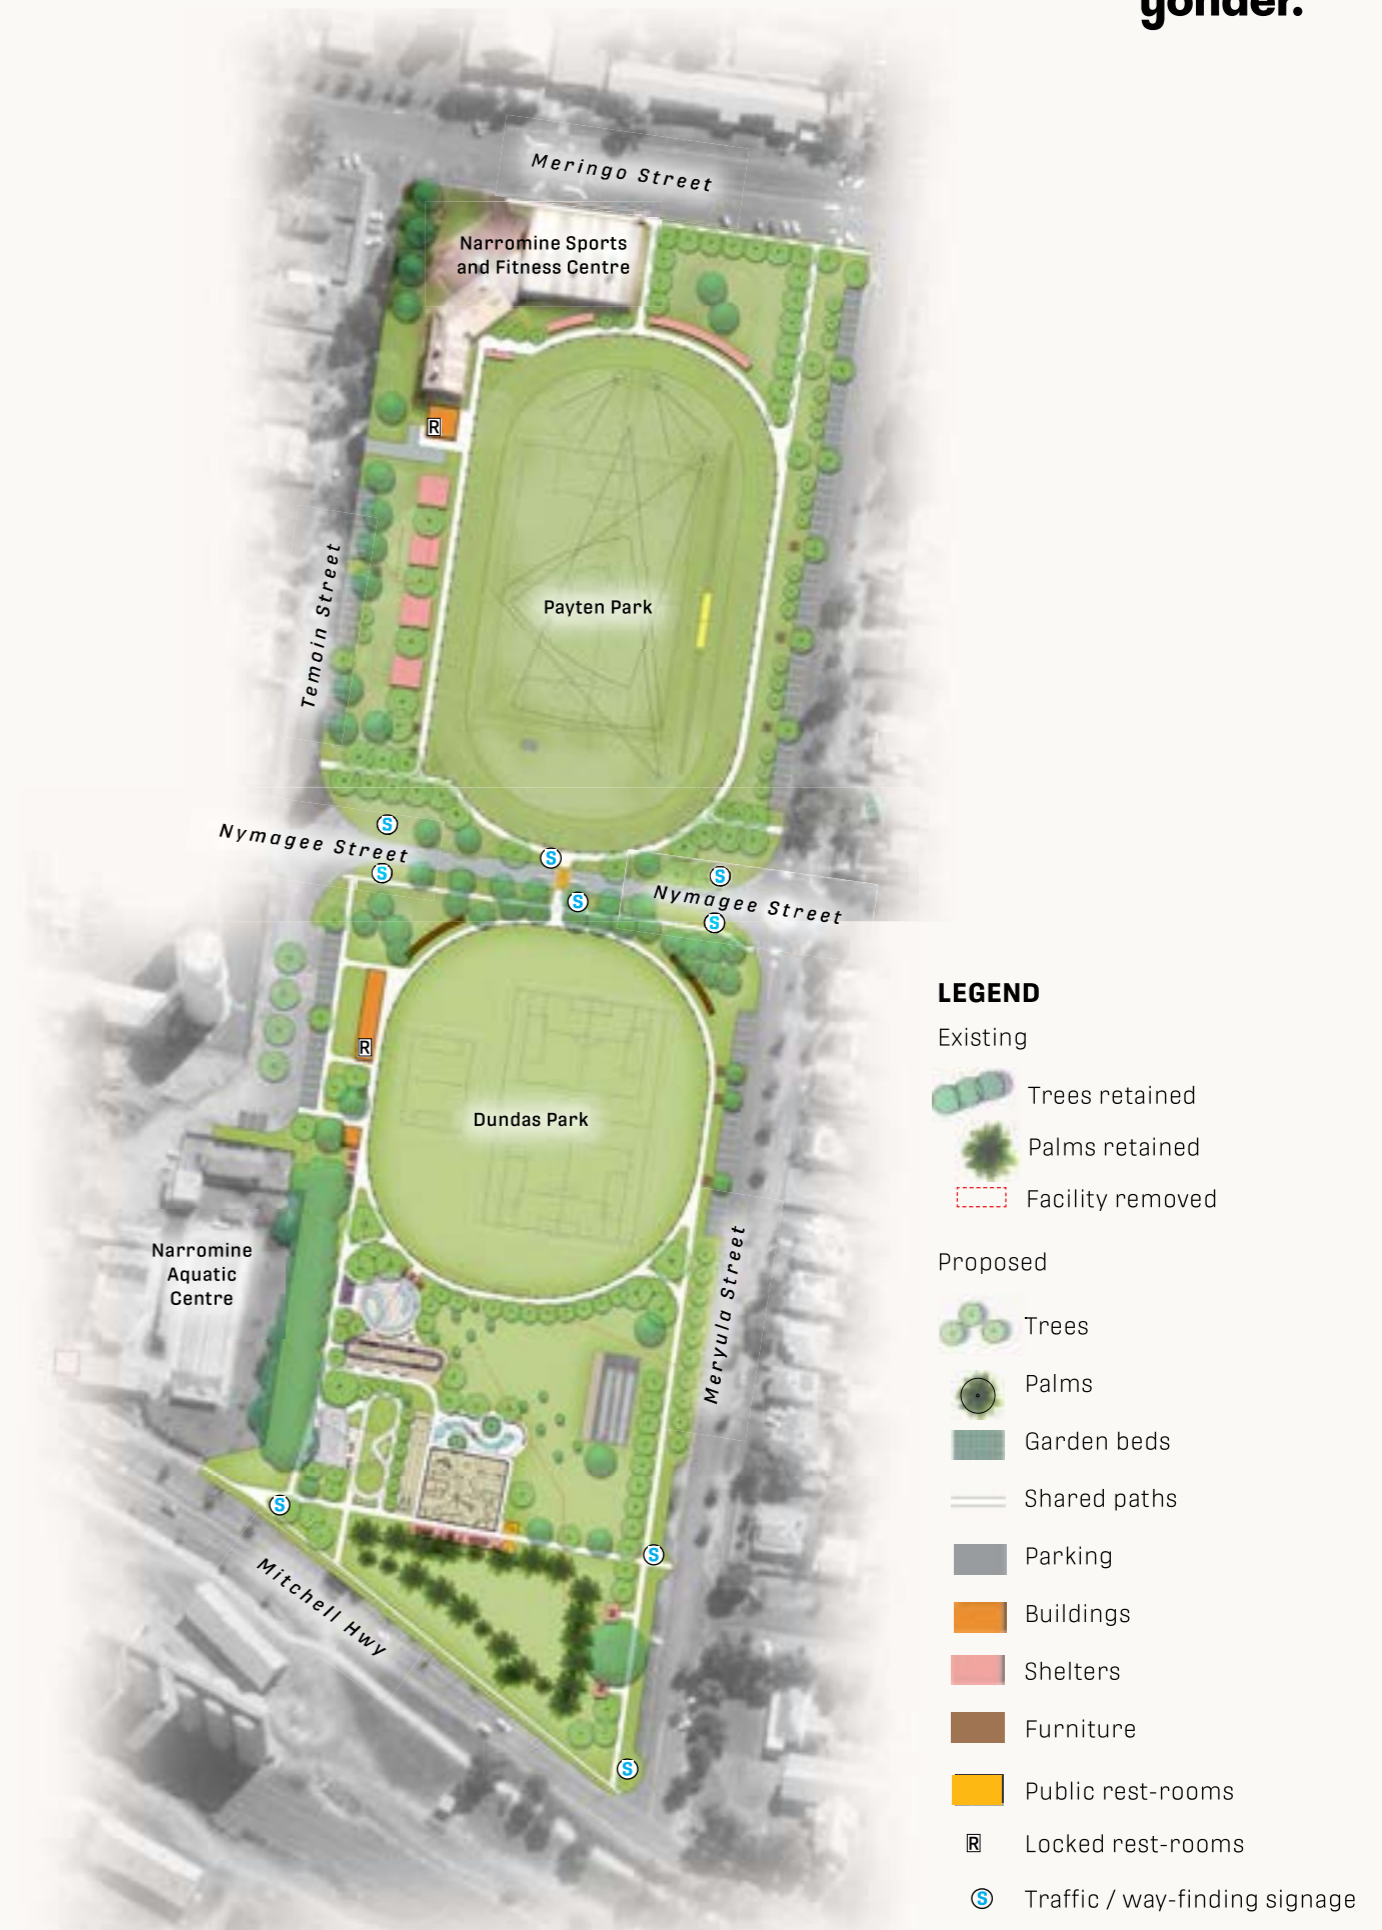 yonder.
Meringo Street
Narromine Sports
and Fitness Centre
R
Temoin Street
Payten Park
S
Nymagee Street
S
S
S
S
Nymagee Street
S
R
Dundas Park
Narromine
Aquatic
Centre
Meryula Street
S
S
Mitchell Hwy
S
LEGEND
Existing
Trees retained
Palms retained
Facility removed
Proposed
Trees
Palms
Garden beds
Shared paths
Parking
Buildings
Shelters
Furniture
Public rest-rooms
R Locked rest-rooms
S Traffic / way-finding signage